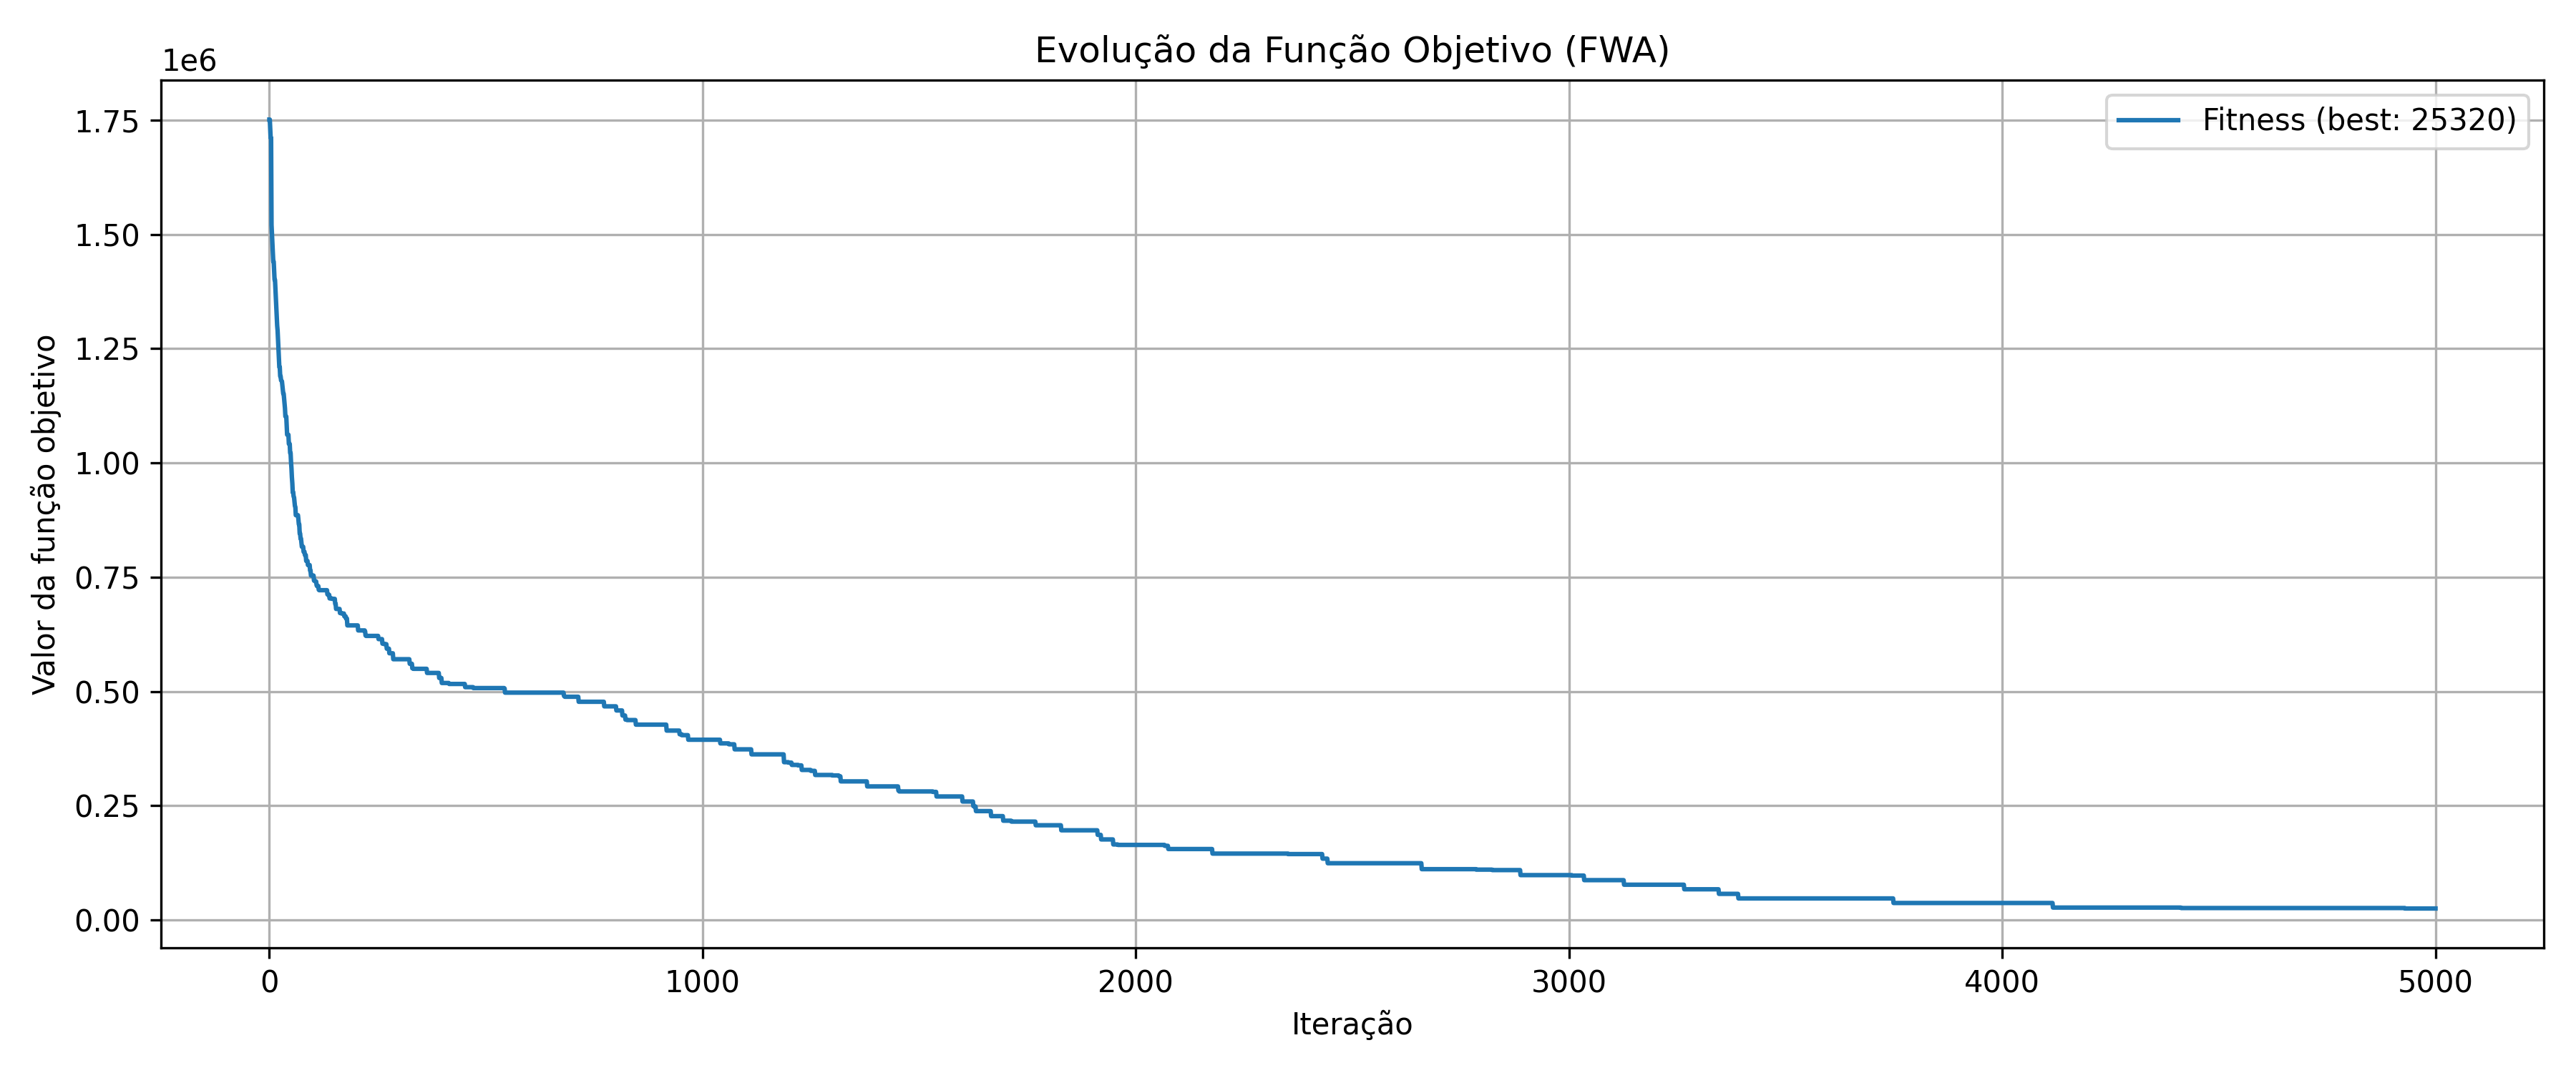 Evolução da Função Objetivo (FWA)
1e6
Fitness (best: 25320)
Valor da função objetivo
1.75
1.50
1.25
1.00
0.75
0.50
0.25
0.00
0 1000 2000 3000 4000 5000
Iteração